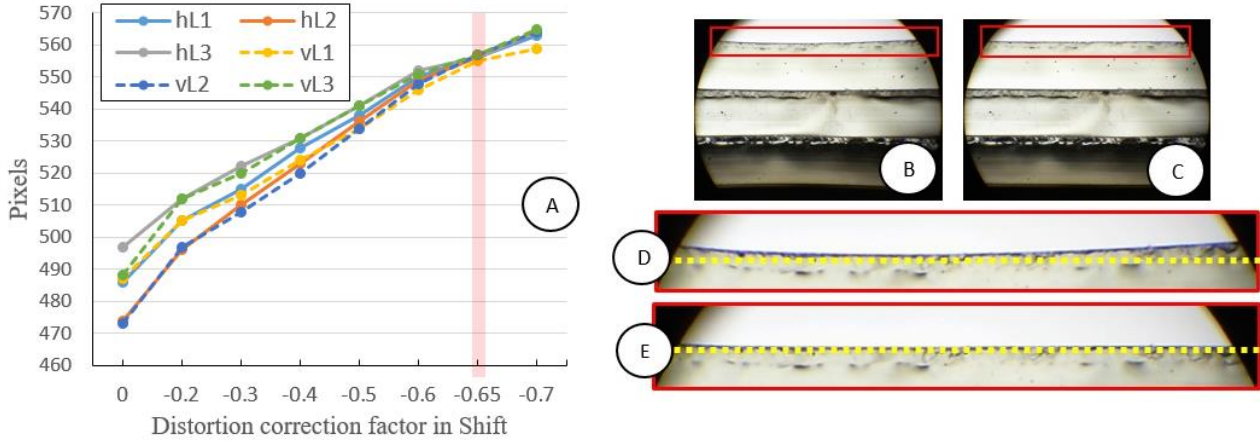 hL1 hL2
hL3 vL1
vL2 vL3
570
560
550
540
530
520
510
500
490
480
470
460
Pixels
0 -0.2 -0.3 -0.4 -0.5 -0.6 -0.65 -0.7
Distortion correction factor in Shift
A
B
C
D
E